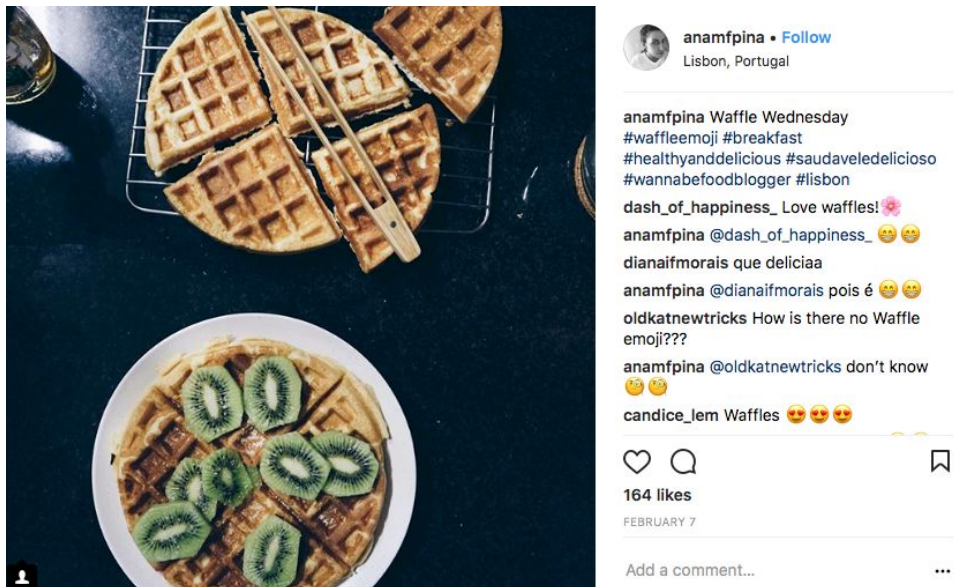 anamfpina • Follow
Lisbon, Portugal
anamfpina Waffle Wednesday
#waffleemoji #breakfast
#healthyanddelicious #saudaveledelicioso
#wannabefoodblogger #lisbon
dash_of_happiness_ Love waffles!🌸
anamfpina @dash_of_happiness_ 😁😁
dianaifmorais que deliciaa
anamfpina @dianaifmorais pois é 😁😁
oldkatnewtricks How is there no Waffle
emoji???
anamfpina @oldkatnewtricks don't know
🧐🧐
candice_lem Waffles 😍😍😍
164 likes
FEBRUARY 7
Add a comment...